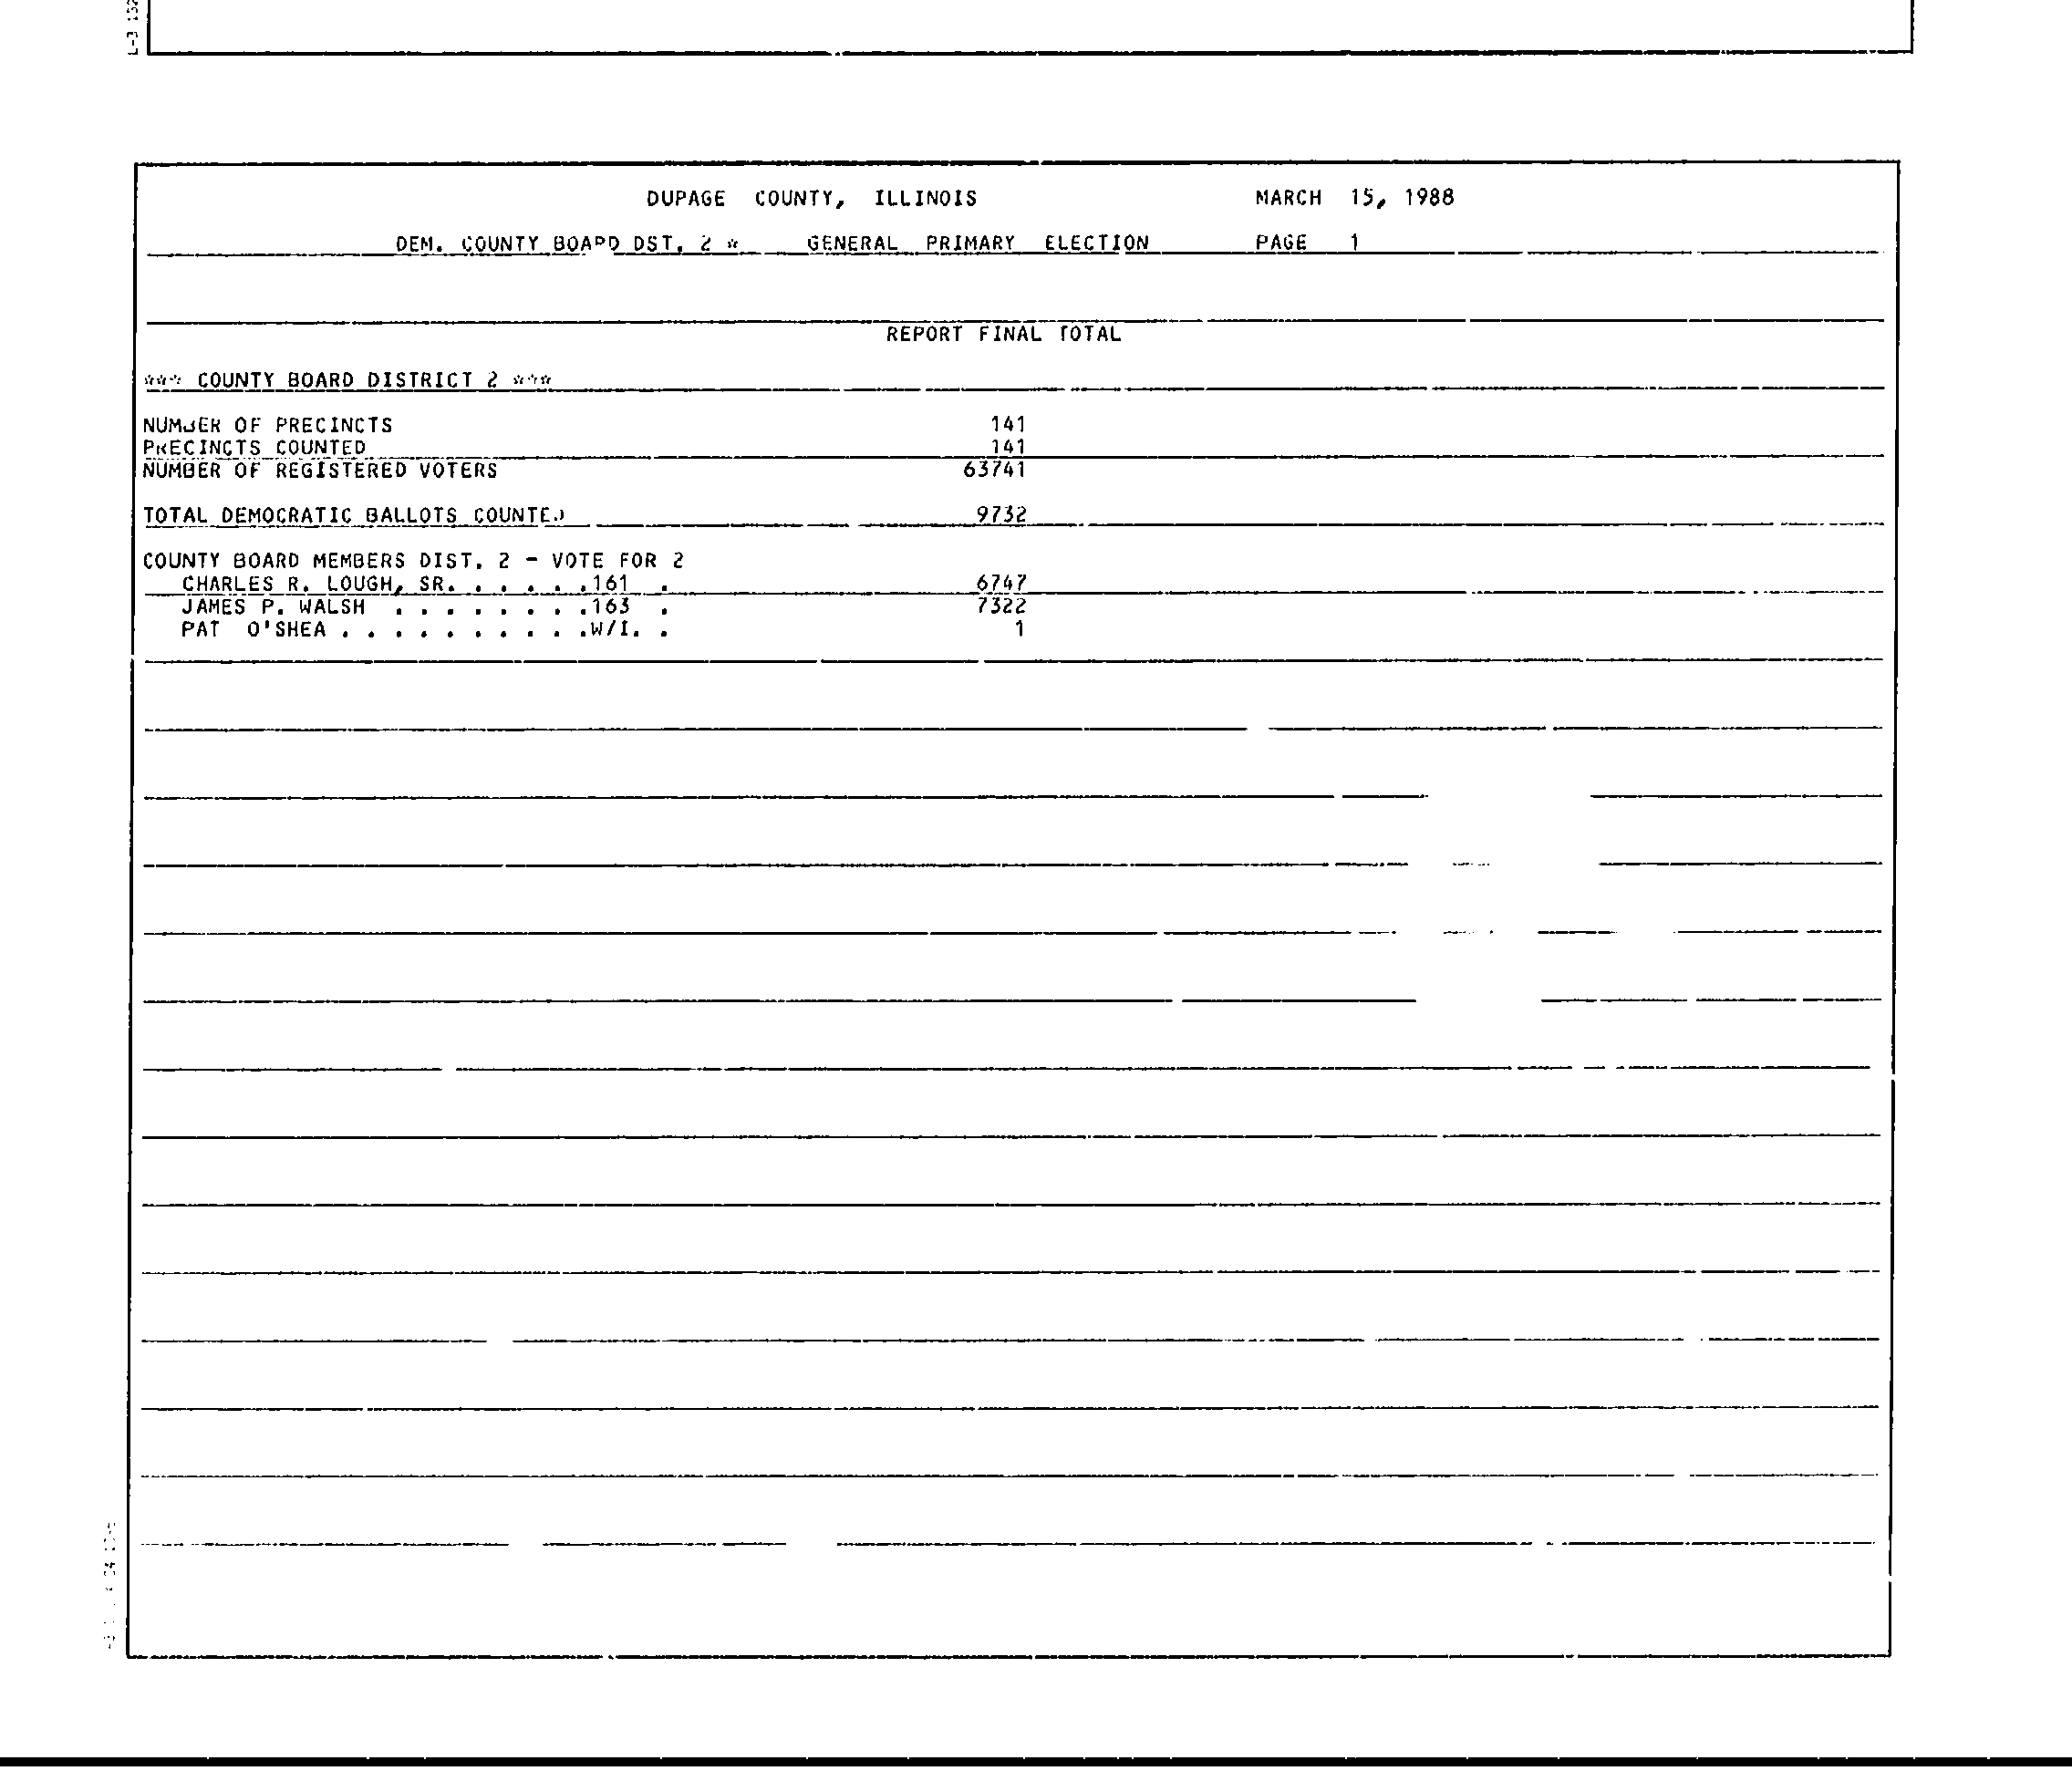 L-3 152
DUPAGE COUNTY, ILLINOIS MARCH 15, 1988
DEM. COUNTY BOARD DST. 2 * GENERAL PRIMARY ELECTION PAGE 1
REPORT FINAL TOTAL
*** COUNTY BOARD DISTRICT 2 ***
NUMBER OF PRECINCTS 141
PRECINCTS COUNTED 141
NUMBER OF REGISTERED VOTERS 63741
TOTAL DEMOCRATIC BALLOTS COUNTED 9732
COUNTY BOARD MEMBERS DIST. 2 - VOTE FOR 2
CHARLES R. LOUGH, SR. . . . . .161 . 6747
JAMES P. WALSH . . . . . . . .163 . 7322
PAT O'SHEA . . . . . . . . . .W/I. . 1